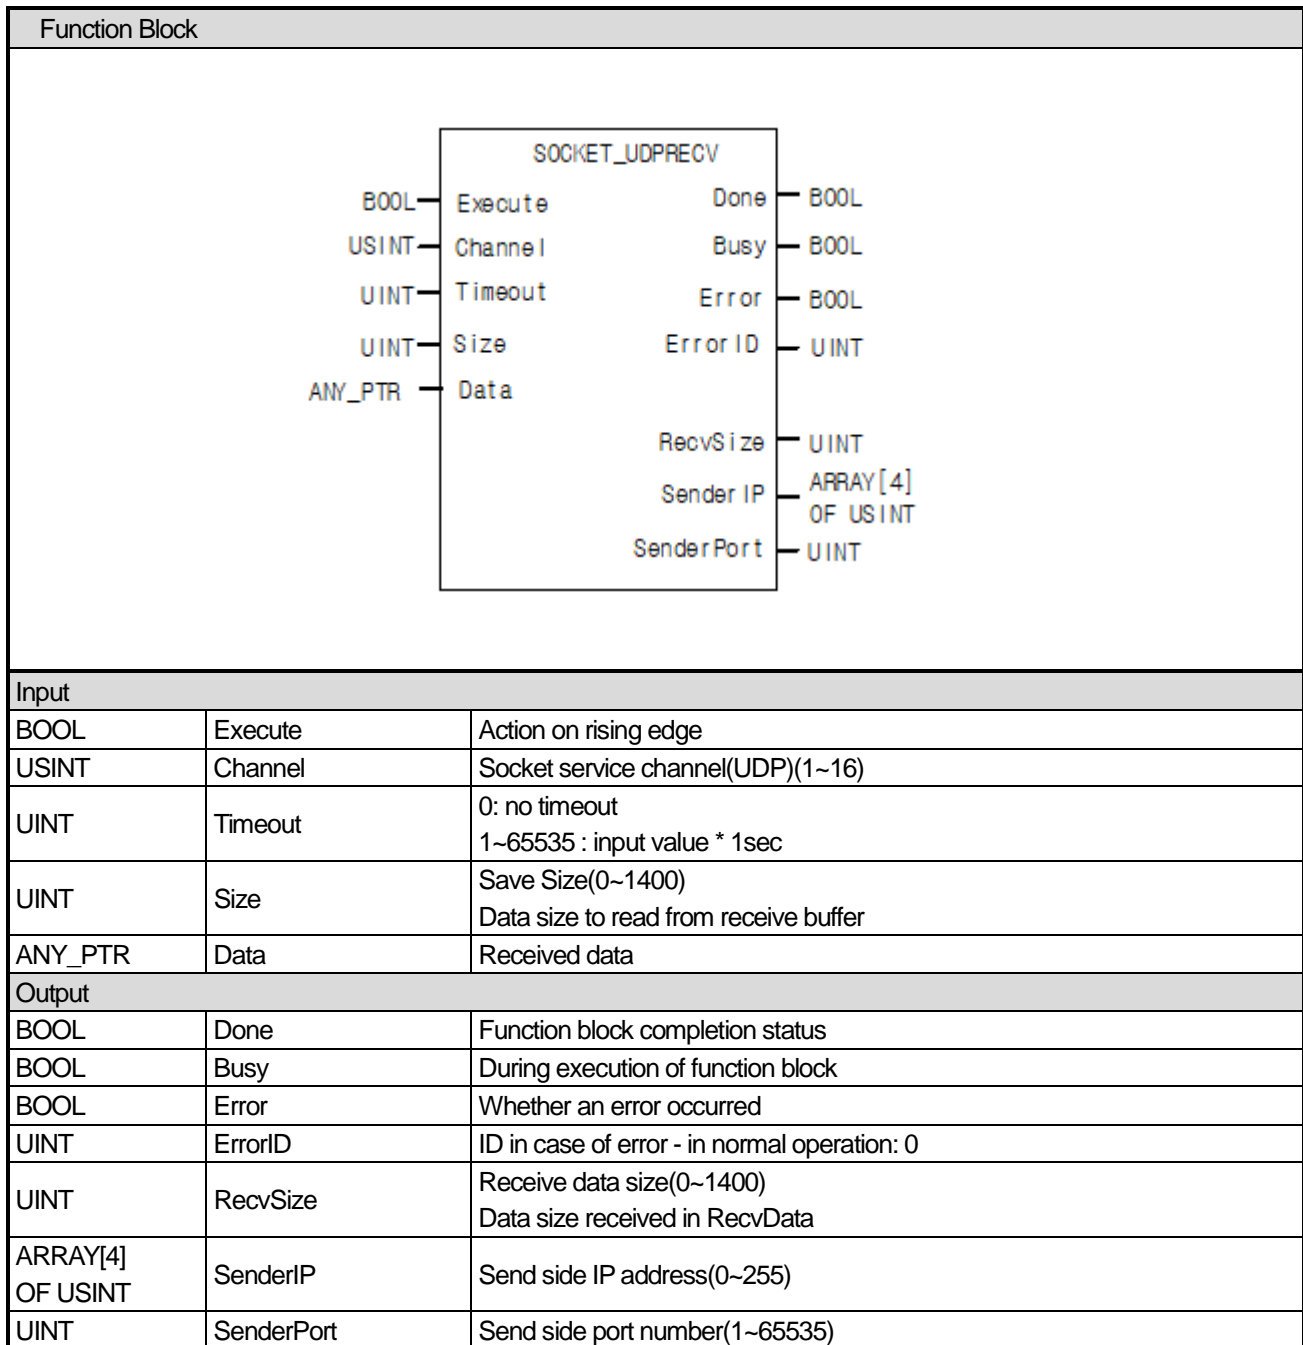 Function Block
SOCKET_UDPRECV
BOOL Execute Done BOOL
USINT Channel Busy BOOL
UINT Timeout Error BOOL
UINT Size ErrorID UINT
ANY_PTR Data
RecvSize UINT
SenderIP ARRAY[4]
OF USINT
SenderPort UINT
Input
BOOL Execute Action on rising edge
USINT Channel Socket service channel(UDP)(1~16)
UINT Timeout 0: no timeout
1~65535 : input value * 1sec
UINT Size Save Size(0~1400)
Data size to read from receive buffer
ANY_PTR Data Received data
Output
BOOL Done Function block completion status
BOOL Busy During execution of function block
BOOL Error Whether an error occurred
UINT ErrorID ID in case of error - in normal operation: 0
UINT RecvSize Receive data size(0~1400)
Data size received in RecvData
ARRAY[4]
OF USINT SenderIP Send side IP address(0~255)
UINT SenderPort Send side port number(1~65535)